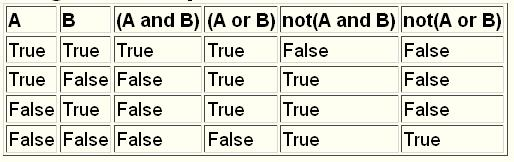 A B (A and B) (A or B) not(A and B) not(A or B)
True True True True False False
True False False True True False
False True False True True False
False False False False True True